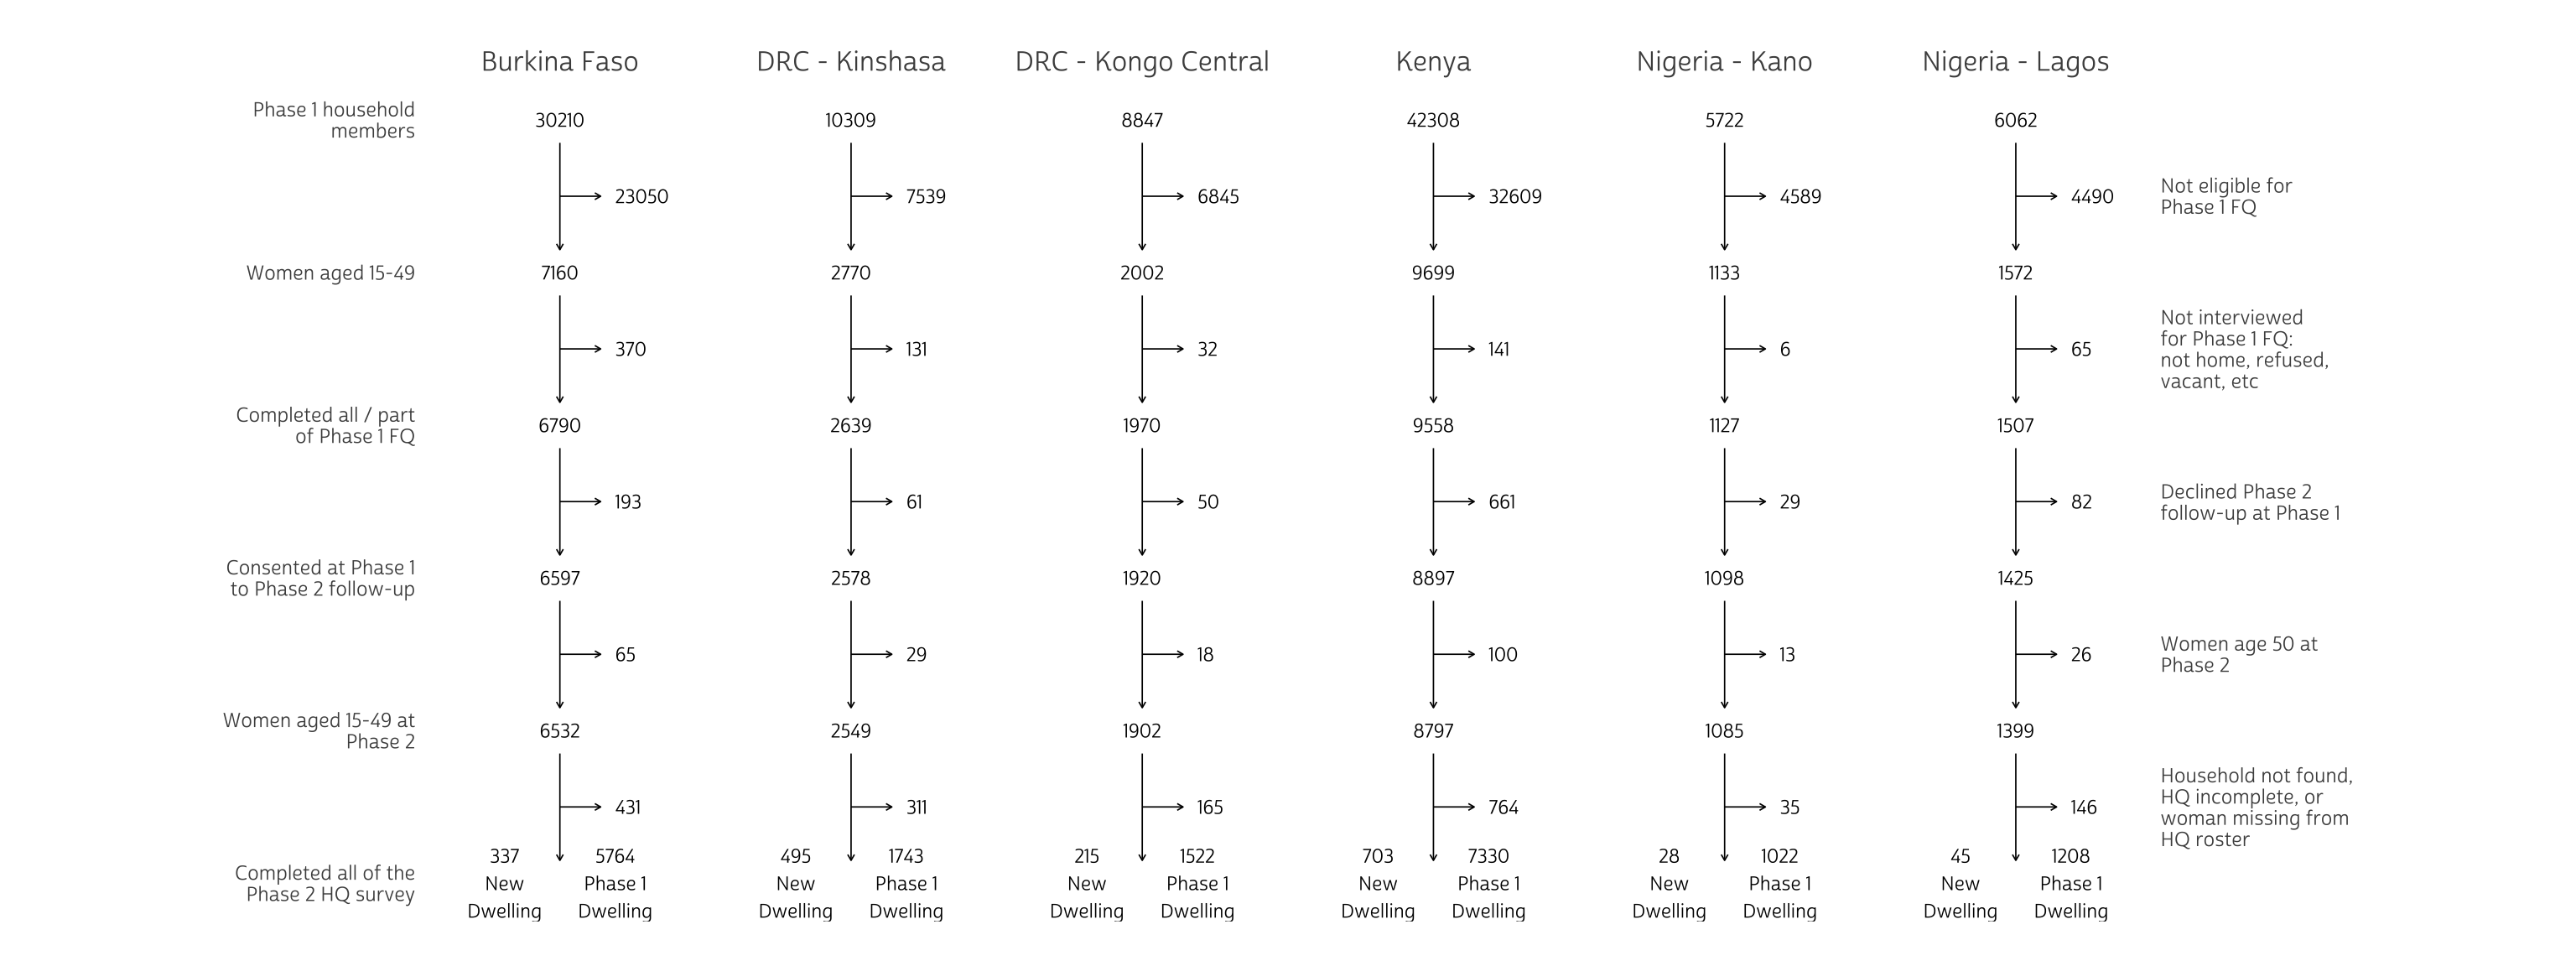 Burkina Faso DRC - Kinshasa DRC - Kongo Central Kenya Nigeria - Kano Nigeria - Lagos
Phase 1 household
members
30210 10309 8847 42308 5722 6062
23050 7539 6845 32609 4589 4490
Not eligible for
Phase 1 FQ
Women aged 15-49 7160 2770 2002 9699 1133 1572
370 131 32 141 6 65
Not interviewed
for Phase 1 FQ:
not home, refused,
vacant, etc
Completed all / part
of Phase 1 FQ
6790 2639 1970 9558 1127 1507
193 61 50 661 29 82
Declined Phase 2
follow-up at Phase 1
Consented at Phase 1
to Phase 2 follow-up
6597 2578 1920 8897 1098 1425
65 29 18 100 13 26
Women age 50 at
Phase 2
Women aged 15-49 at
Phase 2
6532 2549 1902 8797 1085 1399
431 311 165 764 35 146
Household not found,
HQ incomplete, or
woman missing from
HQ roster
Completed all of the
Phase 2 HQ survey
337 5764 495 1743 215 1522 703 7330 28 1022 45 1208
New Phase 1 New Phase 1 New Phase 1 New Phase 1 New Phase 1 New Phase 1
Dwelling Dwelling Dwelling Dwelling Dwelling Dwelling Dwelling Dwelling Dwelling Dwelling Dwelling Dwelling